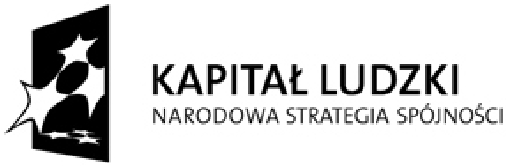 KAPITAŁ LUDZKI
NARODOWA STRATEGIA SPÓJNOŚCI